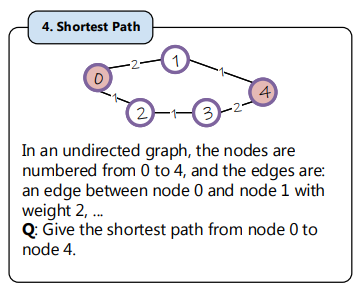 4. Shortest Path
2
1
1
0
4
1
2
1
3
2
In an undirected graph, the nodes are
numbered from 0 to 4, and the edges are:
an edge between node 0 and node 1 with
weight 2, ...
Q: Give the shortest path from node 0 to
node 4.